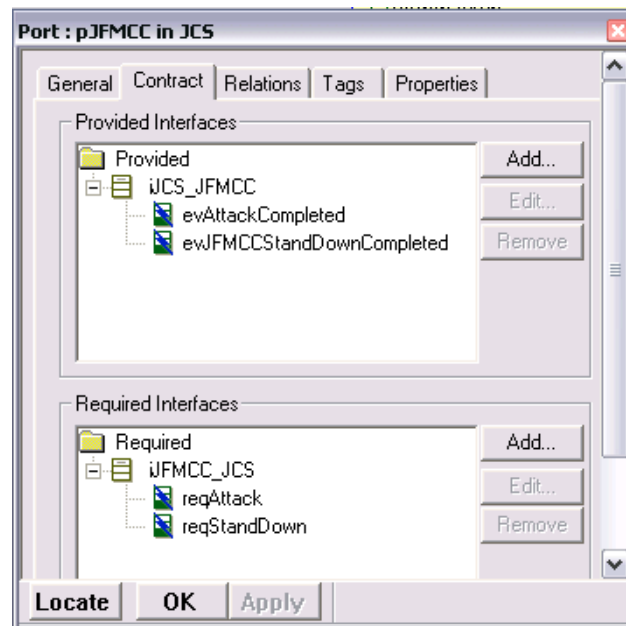 Port : pJFMCC in JCS
General Contract Relations Tags Properties
Provided Interfaces
Provided
iJCS_JFMCC
evAttackCompleted
evJFMCCStandDownCompleted
Add...
Edit...
Remove
Required Interfaces
Required
iJFMCC_JCS
reqAttack
reqStandDown
Add...
Edit...
Remove
Locate OK Apply